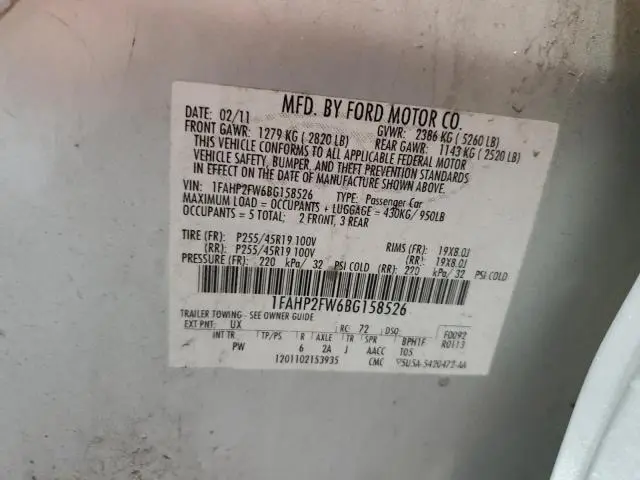 MFD. BY FORD MOTOR CO.
DATE: 02/11 GVWR: 2386 KG (5260 LB)
FRONT GAWR: 1279 KG (2820 LB) REAR GAWR: 1143 KG (2520 LB)
THIS VEHICLE CONFORMS TO ALL APPLICABLE FEDERAL MOTOR
VEHICLE SAFETY, BUMPER, AND THEFT PREVENTION STANDARDS
IN EFFECT ON THE DATE OF MANUFACTURE SHOWN ABOVE.
VIN: 1FAHP2FW6BG158526 TYPE: Passenger Car
MAXIMUM LOAD = OCCUPANTS + LUGGAGE = 430KG/950LB
OCCUPANTS = 5 TOTAL; 2 FRONT, 3 REAR
TIRE (FR): P255/45R19 100V RIMS (FR): 19X8.0J
(RR): P255/45R19 100V (RR): 19X8.0J
PRESSURE (FR): 220 kPa/ 32 PSI COLD (RR): 220 kPa/ 32 PSI COLD
1FAHP2FW6BG158526
TRAILER TOWING - SEE OWNER GUIDE
EXT PNT: UX RC: 72 DSO: F0092
INT TR TP/PS R AXLE TR SPR BPHTF R0113
PW 6 2A J AACC T05
1201102153935 CMC